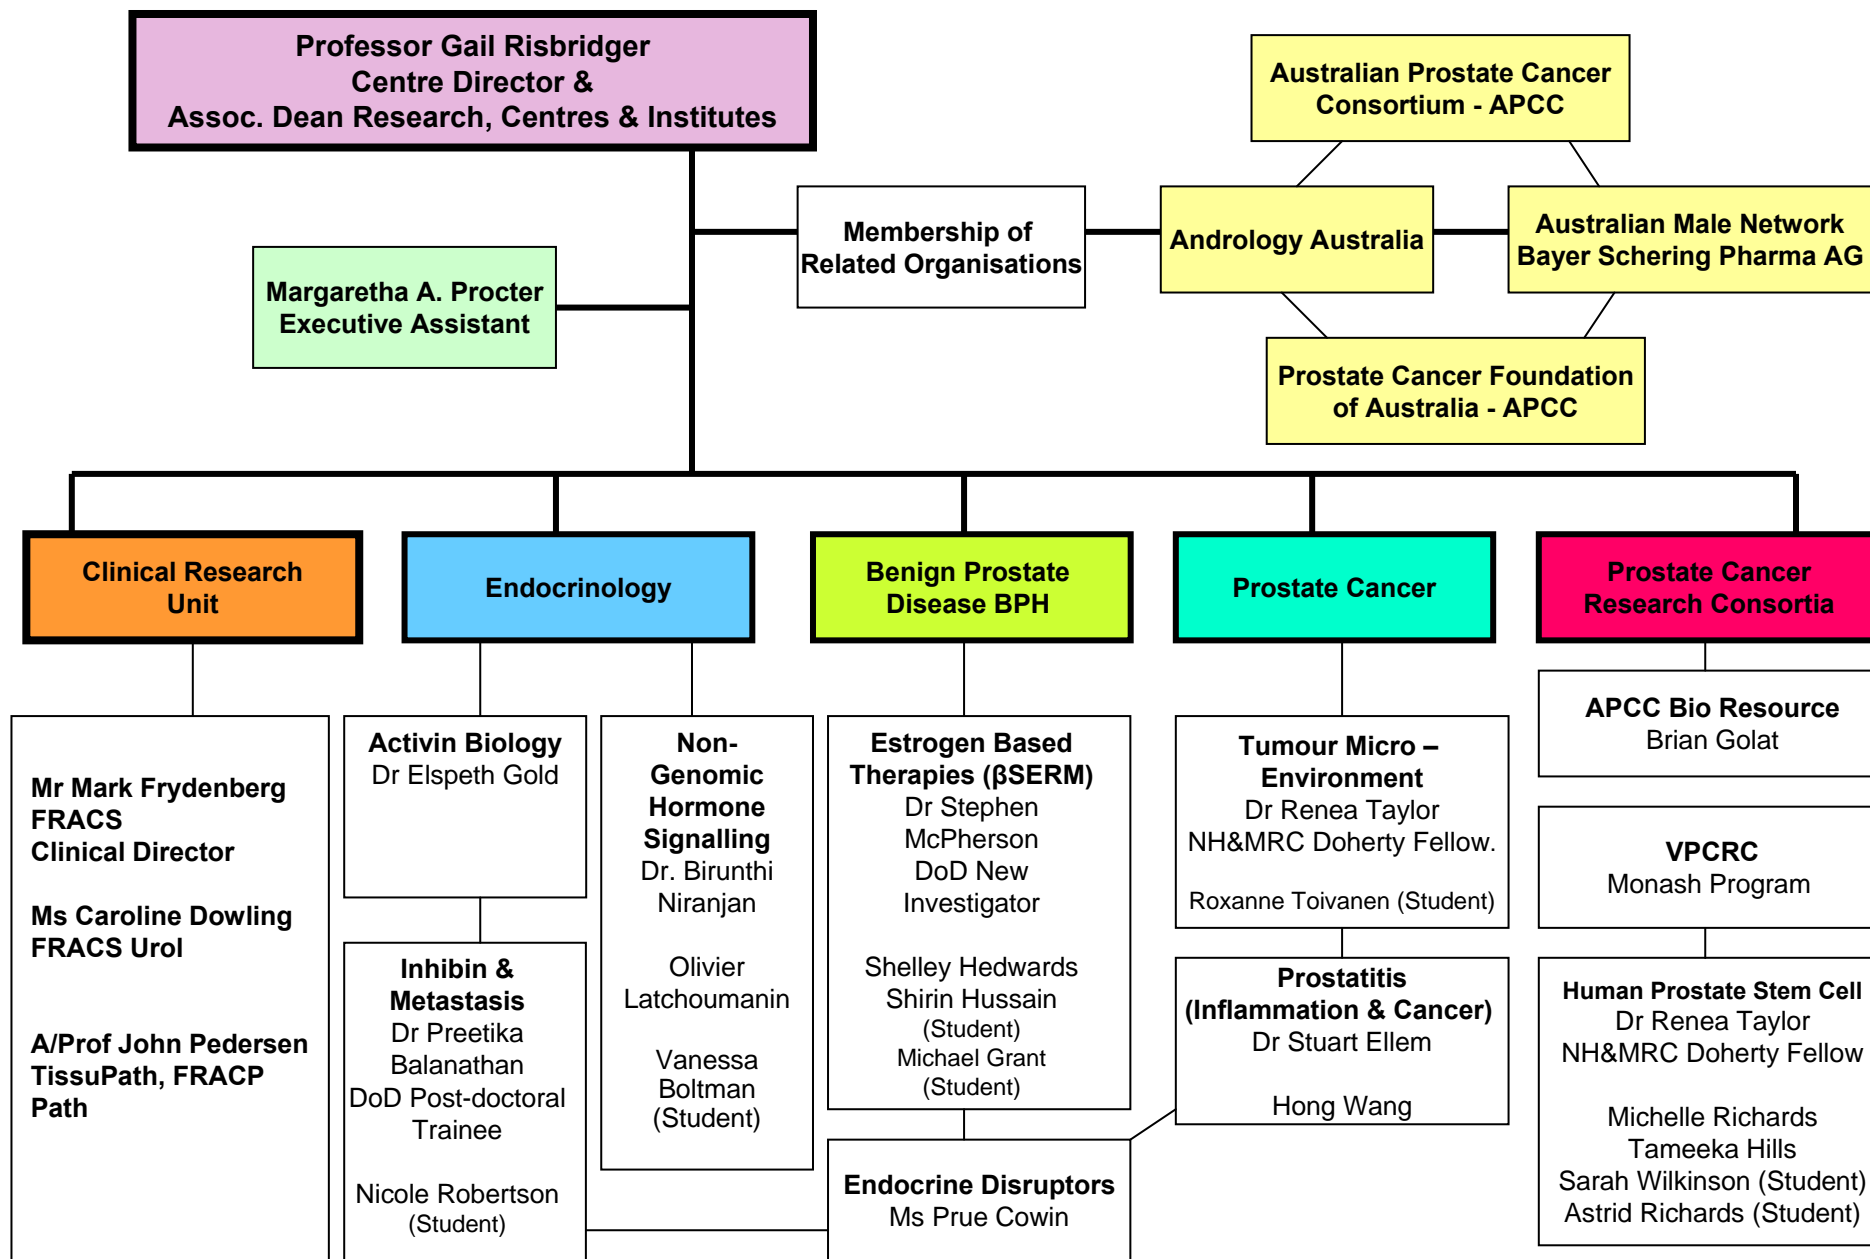 Professor Gail Risbridger
Centre Director &
Assoc. Dean Research, Centres & Institutes
Australian Prostate Cancer
Consortium - APCC
Membership of
Related Organisations
Andrology Australia
Australian Male Network
Bayer Schering Pharma AG
Margaretha A. Procter
Executive Assistant
Prostate Cancer Foundation
of Australia - APCC
Clinical Research
Unit
Endocrinology
Benign Prostate
Disease BPH
Prostate Cancer
Prostate Cancer
Research Consortia
Mr Mark Frydenberg
FRACS
Clinical Director
Ms Caroline Dowling
FRACS Urol
A/Prof John Pedersen
TissuPath, FRACP
Path
Activin Biology
Dr Elspeth Gold
Inhibin &
Metastasis
Dr Preetika
Balanathan
DoD Post-doctoral
Trainee
Nicole Robertson
(Student)
Non-
Genomic
Hormone
Signalling
Dr. Birunthi
Niranjan
Olivier
Latchoumanin
Vanessa
Boltman
(Student)
Estrogen Based
Therapies (βSERM)
Dr Stephen
McPherson
DoD New
Investigator
Shelley Hedwards
Shirin Hussain
(Student)
Michael Grant
(Student)
Endocrine Disruptors
Ms Prue Cowin
Tumour Micro –
Environment
Dr Renea Taylor
NH&MRC Doherty Fellow.
Roxanne Toivanen (Student)
Prostatitis
(Inflammation & Cancer)
Dr Stuart Ellem
Hong Wang
APCC Bio Resource
Brian Golat
VPCRC
Monash Program
Human Prostate Stem Cell
Dr Renea Taylor
NH&MRC Doherty Fellow
Michelle Richards
Tameeka Hills
Sarah Wilkinson (Student)
Astrid Richards (Student)